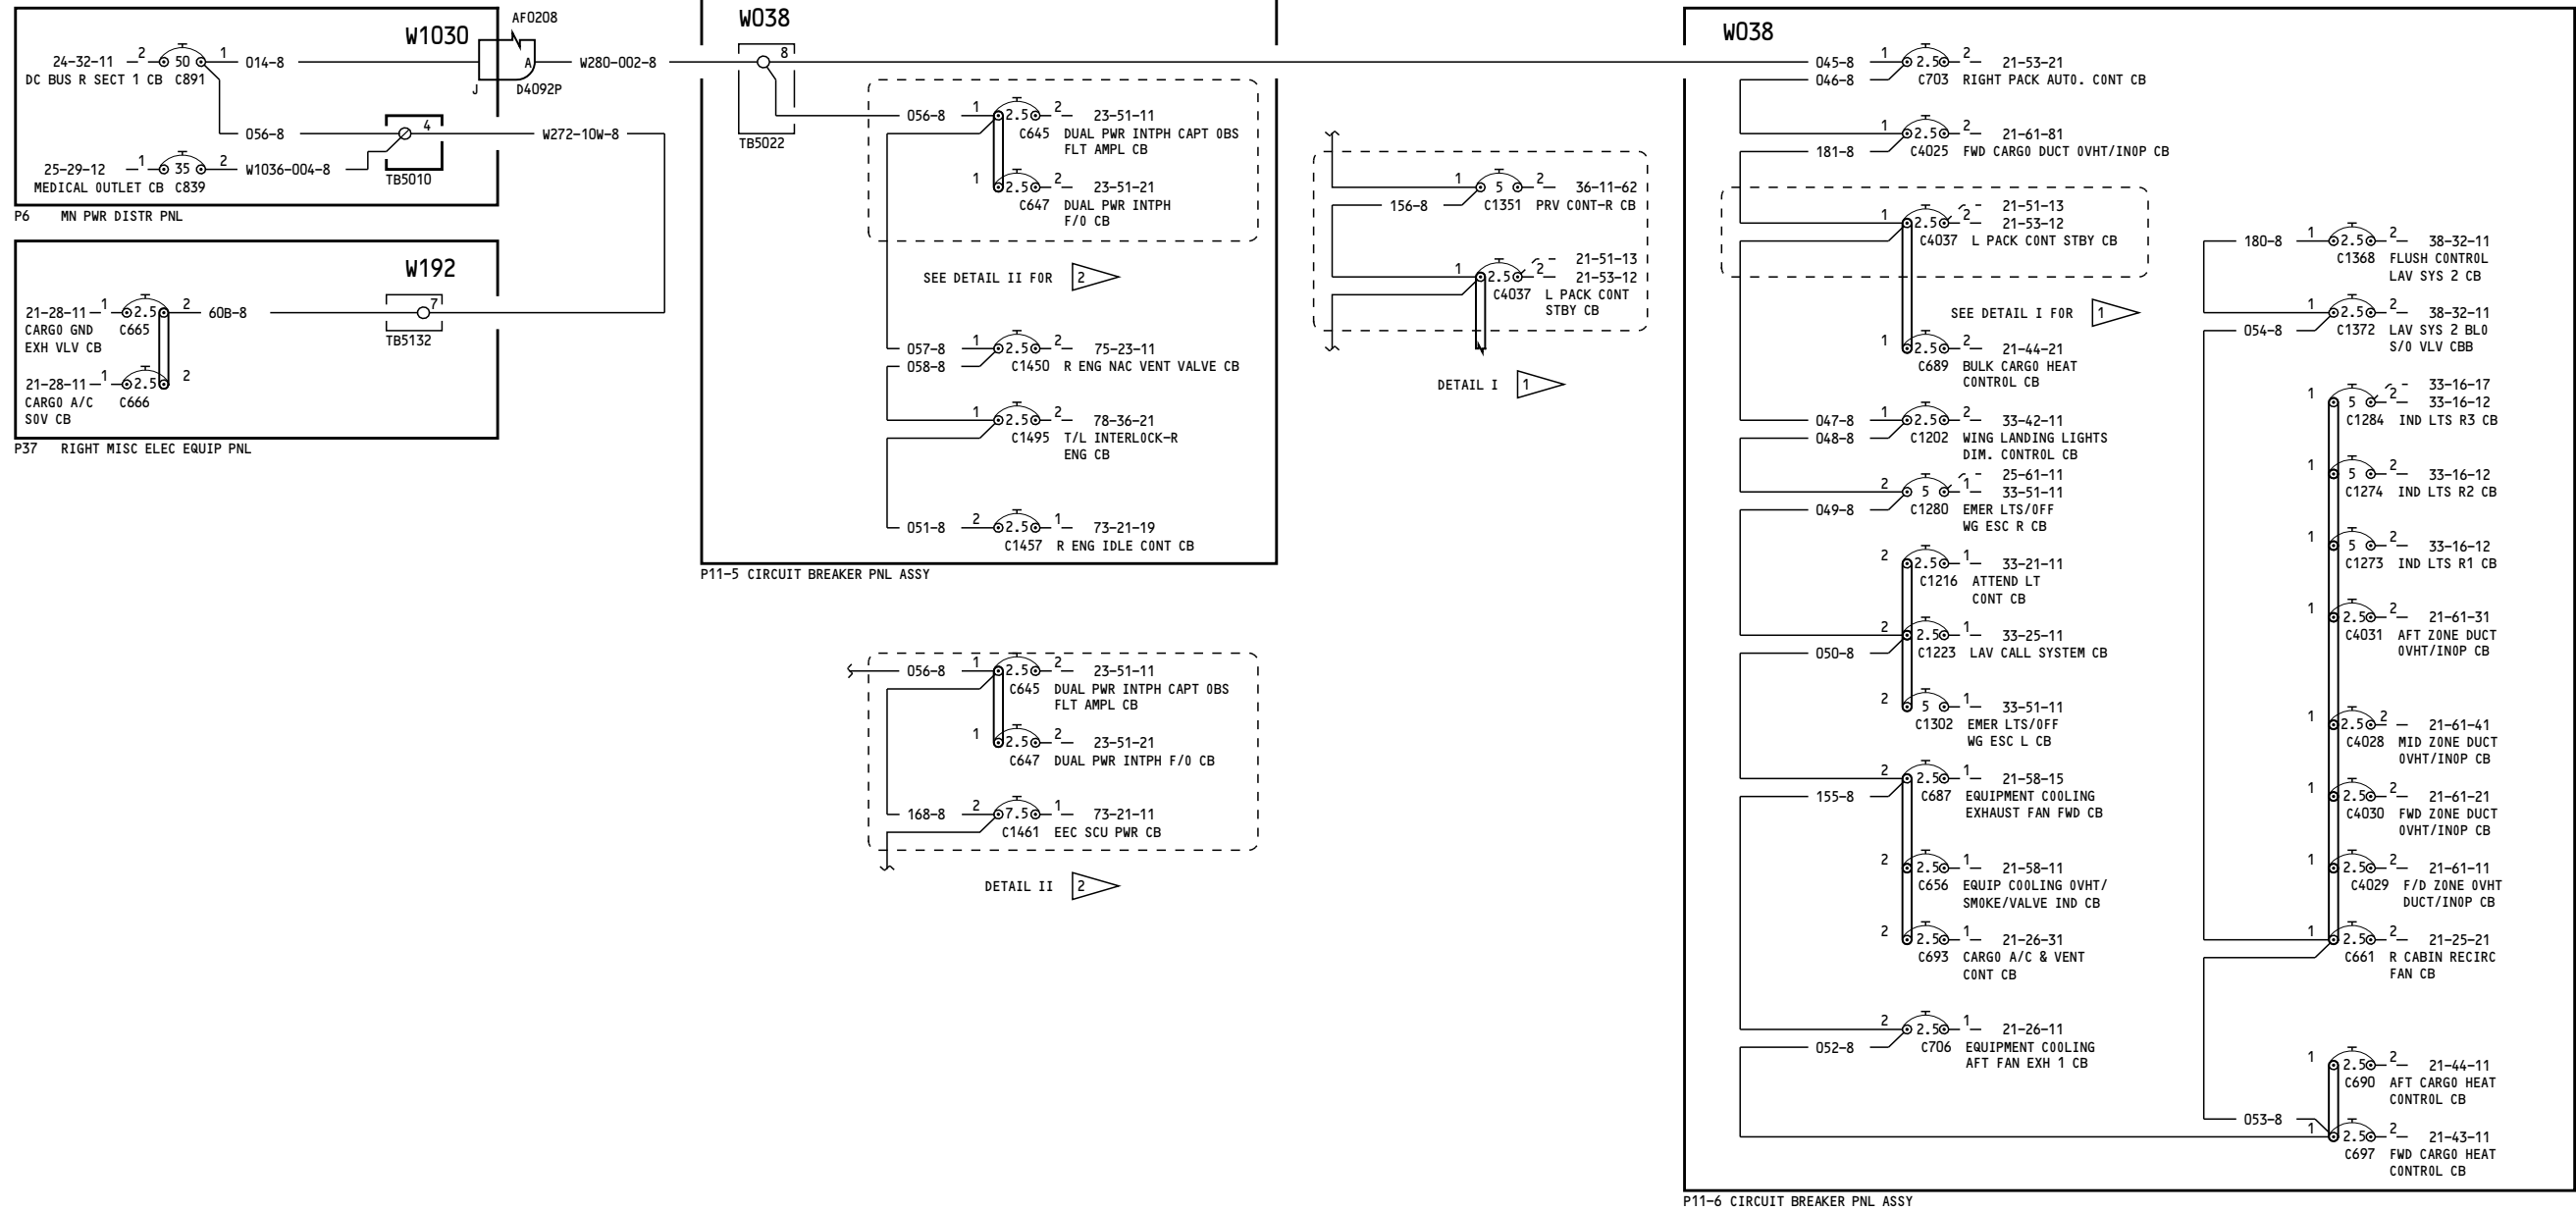 W1030
AF0208
24-32-11 2 50 1 014-8
DC BUS R SECT 1 CB C891
A
J D4092P
W280-002-8
056-8
4
W272-10W-8
25-29-12 1 35 2 W1036-004-8
MEDICAL OUTLET CB C839
TB5010
P6 MN PWR DISTR PNL
W192
21-28-11 1 2.5 2 60B-8 7
CARGO GND C665
EXH VLV CB
TB5132
21-28-11 1 2.5 2
CARGO A/C C666
SOV CB
P37 RIGHT MISC ELEC EQUIP PNL
W038
8
TB5022
056-8 1 2.5 2 23-51-11
C645 DUAL PWR INTPH CAPT OBS
FLT AMPL CB
1 2.5 2 23-51-21
C647 DUAL PWR INTPH
F/O CB
SEE DETAIL II FOR 2
057-8 1 2.5 2 75-23-11
058-8 C1450 R ENG NAC VENT VALVE CB
1 2.5 2 78-36-21
C1495 T/L INTERLOCK-R
ENG CB
051-8 2 2.5 1 73-21-19
C1457 R ENG IDLE CONT CB
P11-5 CIRCUIT BREAKER PNL ASSY
056-8 1 2.5 2 23-51-11
C645 DUAL PWR INTPH CAPT OBS
FLT AMPL CB
1 2.5 2 23-51-21
C647 DUAL PWR INTPH F/O CB
168-8 2 7.5 1 73-21-11
C1461 EEC SCU PWR CB
DETAIL II 2
1 5 2 36-11-62
156-8 C1351 PRV CONT-R CB
21-51-13
1 2.5 2 21-53-12
C4037 L PACK CONT
STBY CB
DETAIL I 1
W038
045-8 1 2.5 2 21-53-21
046-8 C703 RIGHT PACK AUTO. CONT CB
1 2.5 2 21-61-81
181-8 C4025 FWD CARGO DUCT OVHT/INOP CB
21-51-13
1 2.5 2 21-53-12
C4037 L PACK CONT STBY CB
SEE DETAIL I FOR 1
1 2.5 2 21-44-21
C689 BULK CARGO HEAT
CONTROL CB
047-8 1 2.5 2 33-42-11
048-8 C1202 WING LANDING LIGHTS
DIM. CONTROL CB
25-61-11
2 5 1 33-51-11
049-8 C1280 EMER LTS/OFF
WG ESC R CB
2 2.5 1 33-21-11
C1216 ATTEND LT
CONT CB
2 2.5 1 33-25-11
050-8 C1223 LAV CALL SYSTEM CB
2 5 1 33-51-11
C1302 EMER LTS/OFF
WG ESC L CB
2 2.5 1 21-58-15
155-8 C687 EQUIPMENT COOLING
EXHAUST FAN FWD CB
2 2.5 1 21-58-11
C656 EQUIP COOLING OVHT/
SMOKE/VALVE IND CB
2 2.5 1 21-26-31
C693 CARGO A/C & VENT
CONT CB
2 2.5 1 21-26-11
052-8 C706 EQUIPMENT COOLING
AFT FAN EXH 1 CB
180-8 1 2.5 2 38-32-11
C1368 FLUSH CONTROL
LAV SYS 2 CB
1 2.5 2 38-32-11
054-8 C1372 LAV SYS 2 BLO
S/O VLV CBB
33-16-17
1 5 2 33-16-12
C1284 IND LTS R3 CB
1 5 2 33-16-12
C1274 IND LTS R2 CB
1 5 2 33-16-12
C1273 IND LTS R1 CB
1 2.5 2 21-61-31
C4031 AFT ZONE DUCT
OVHT/INOP CB
1 2.5 2 21-61-41
C4028 MID ZONE DUCT
OVHT/INOP CB
1 2.5 2 21-61-21
C4030 FWD ZONE DUCT
OVHT/INOP CB
1 2.5 2 21-61-11
C4029 F/D ZONE OVHT
DUCT/INOP CB
1 2.5 2 21-25-21
C661 R CABIN RECIRC
FAN CB
1 2.5 2 21-44-11
C690 AFT CARGO HEAT
CONTROL CB
053-8
1 2.5 2 21-43-11
C697 FWD CARGO HEAT
CONTROL CB
P11-6 CIRCUIT BREAKER PNL ASSY